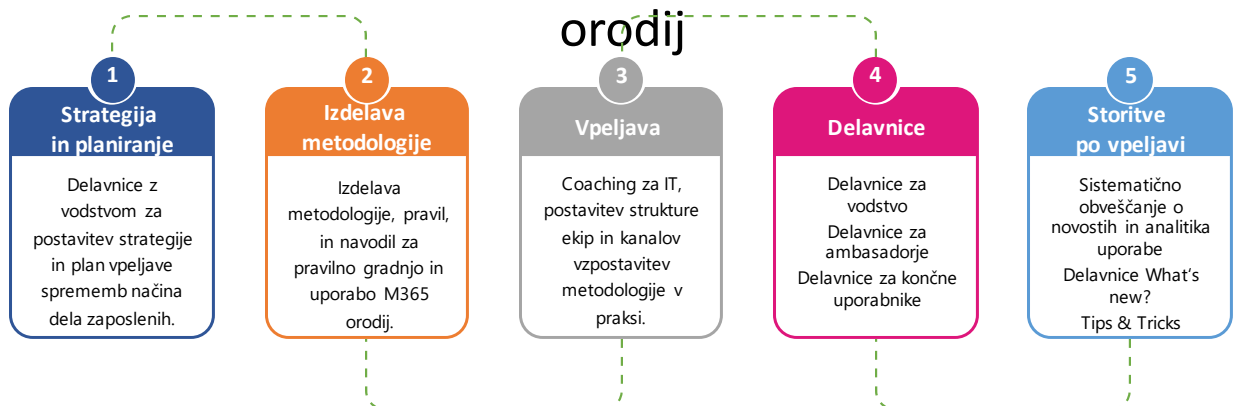 orodij
1
Strategija
in planiranje
Delavnice z
vodstvom za
postavitev strategije
in plan vpeljave
sprememb načina
dela zaposlenih.
2
Izdelava
metodologije
Izdelava
metodologije, pravil,
in navodil za
pravilno gradnjo in
uporabo M365
orodij.
3
Vpeljava
Coaching za IT,
postavitev strukture
ekip in kanalov
vzpostavitev
metodologije v
praksi.
4
Delavnice
Delavnice za
vodstvo
Delavnice za
ambasadorje
Delavnice za končne
uporabnike
5
Storitve
po vpeljavi
Sistematično
obveščanje o
novostih in analitika
uporabe
Delavnice What's
new?
Tips & Tricks